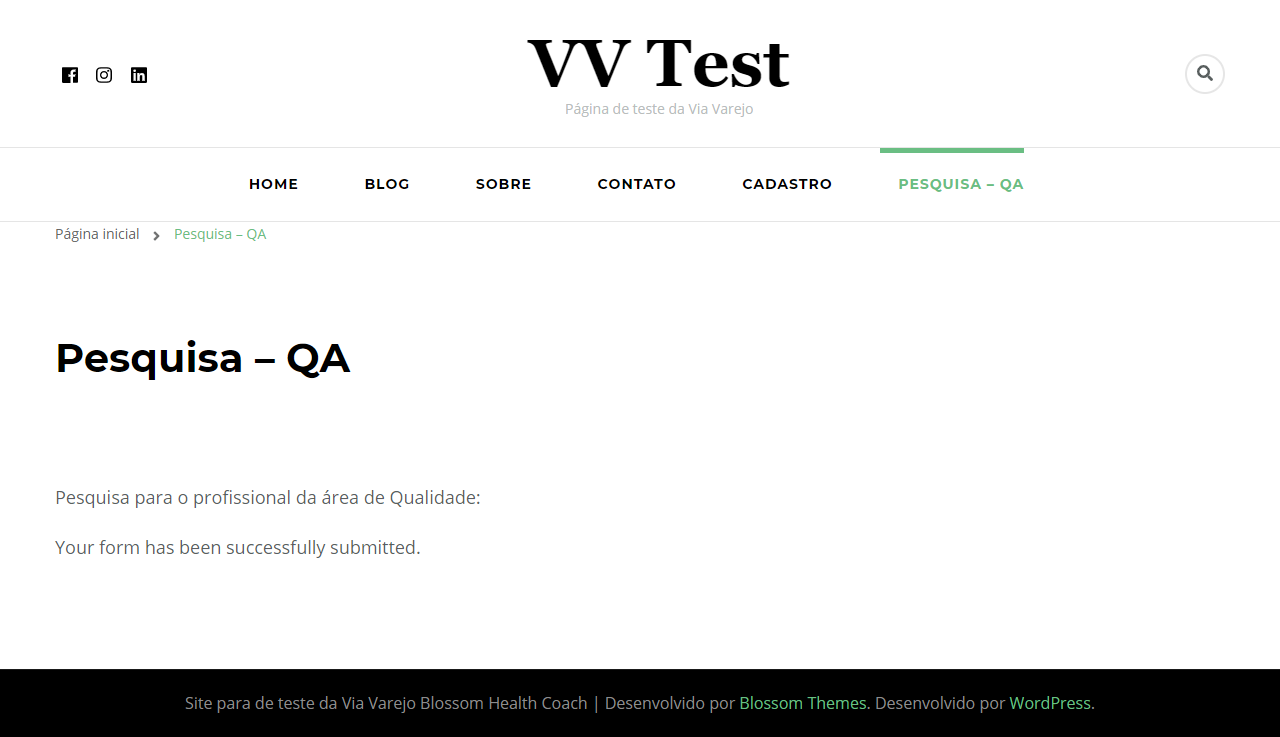 VV Test
Página de teste da Via Varejo
HOME BLOG SOBRE CONTATO CADASTRO PESQUISA – QA
Página inicial Pesquisa – QA
Pesquisa – QA
Pesquisa para o profissional da área de Qualidade:
Your form has been successfully submitted.
Site para de teste da Via Varejo Blossom Health Coach | Desenvolvido por Blossom Themes. Desenvolvido por WordPress.